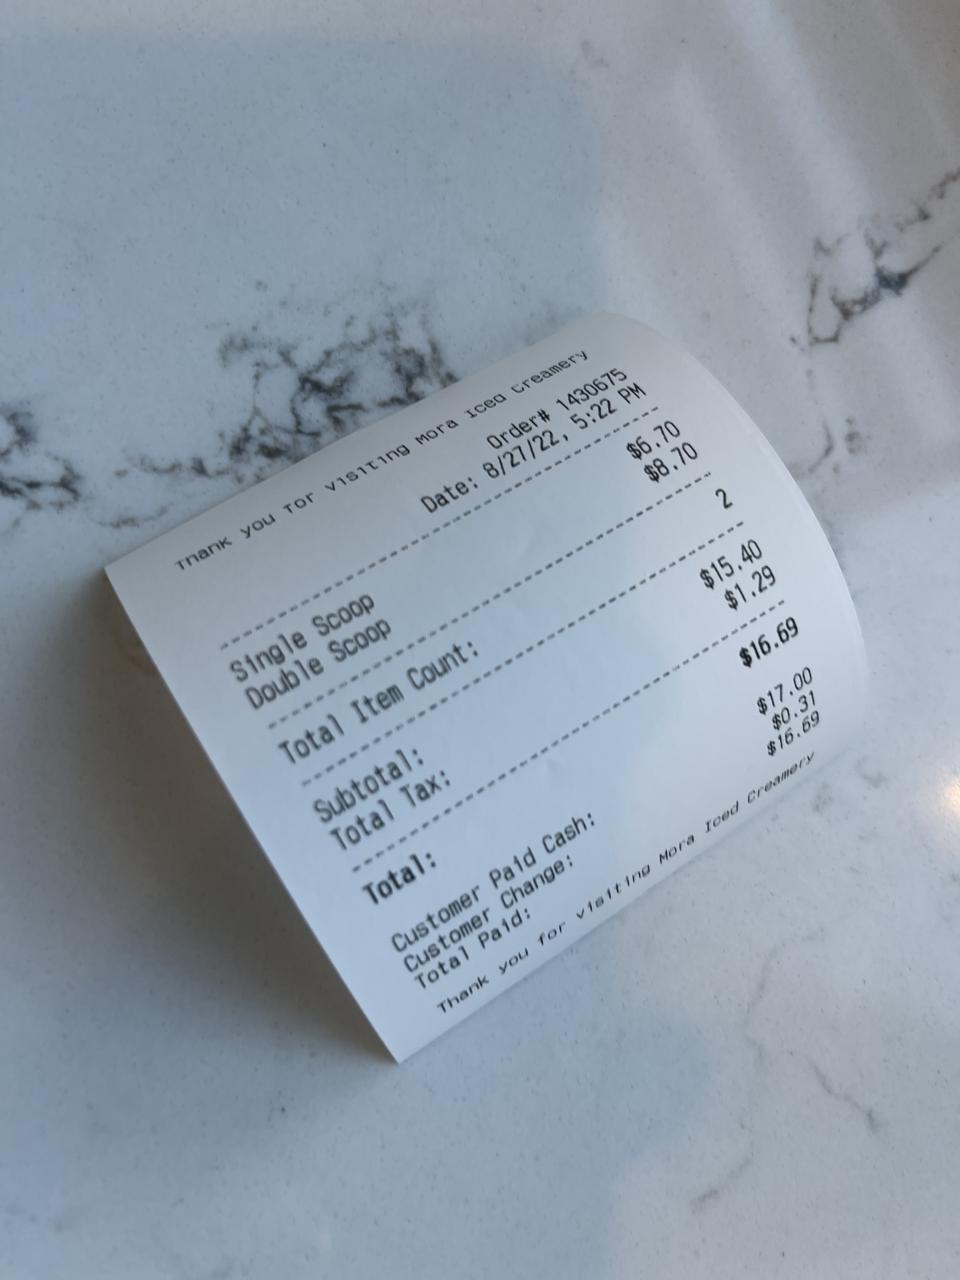 Thank you for visiting Mora Iced Creamery
Order# 1430675
Date: 8/27/22, 5:22 PM
Single Scoop $6.70
Double Scoop $8.70
Total Item Count: 2
Subtotal: $15.40
Total Tax: $1.29
Total: $16.69
Customer Paid Cash: $17.00
Customer Change: $0.31
Total Paid: $16.69
Thank you for visiting Mora Iced Creamery